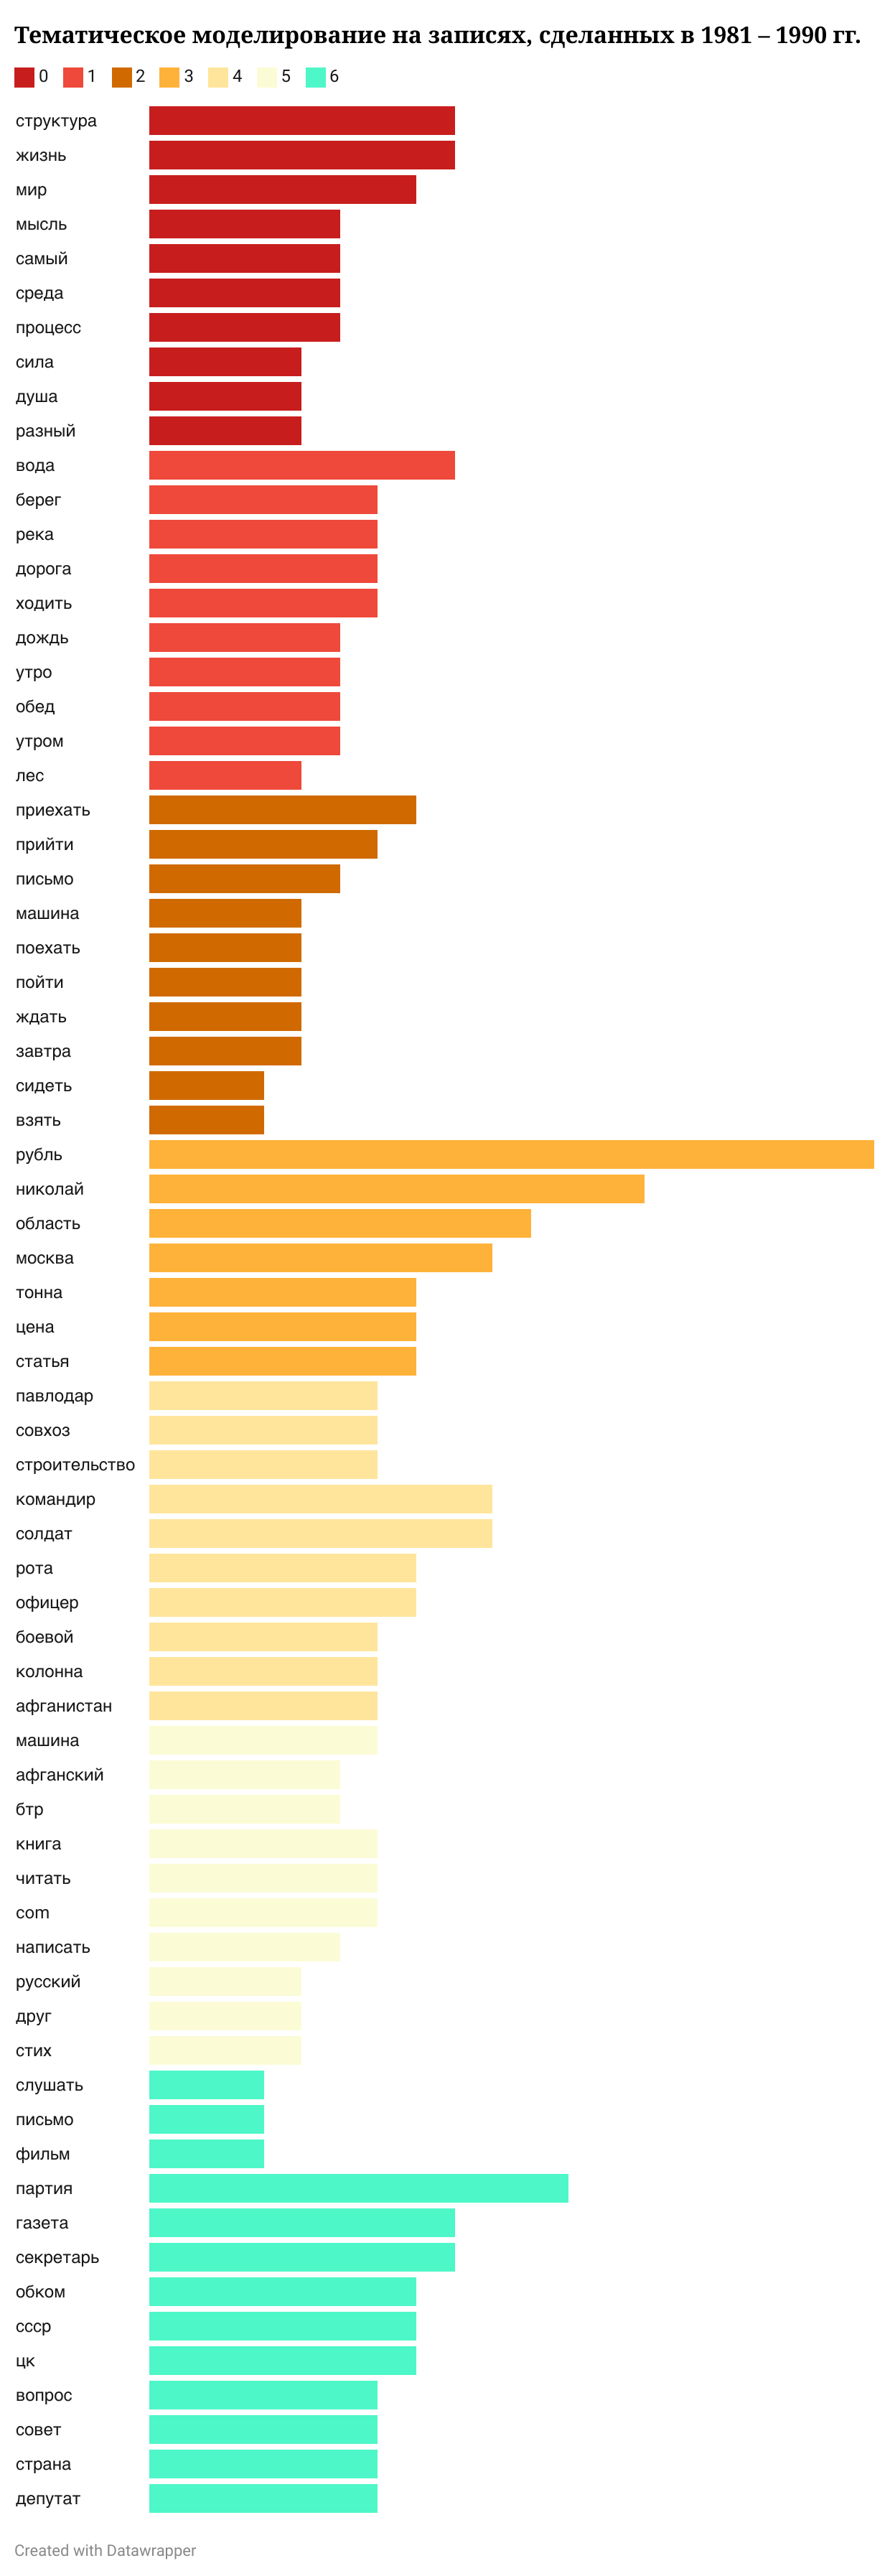 Тематическое моделирование на записях, сделанных в 1981 – 1990 гг.
0 1 2 3 4 5 6
структура
жизнь
мир
мысль
самый
среда
процесс
сила
душа
разный
вода
берег
река
дорога
ходить
дождь
утро
обед
утром
лес
приехать
прийти
письмо
машина
поехать
пойти
ждать
завтра
сидеть
взять
рубль
николай
область
москва
тонна
цена
статья
павлодар
совхоз
строительство
командир
солдат
рота
офицер
боевой
колонна
афганистан
машина
афганский
бтр
книга
читать
com
написать
русский
друг
стих
слушать
письмо
фильм
партия
газета
секретарь
обком
ссср
цк
вопрос
совет
страна
депутат
Created with Datawrapper